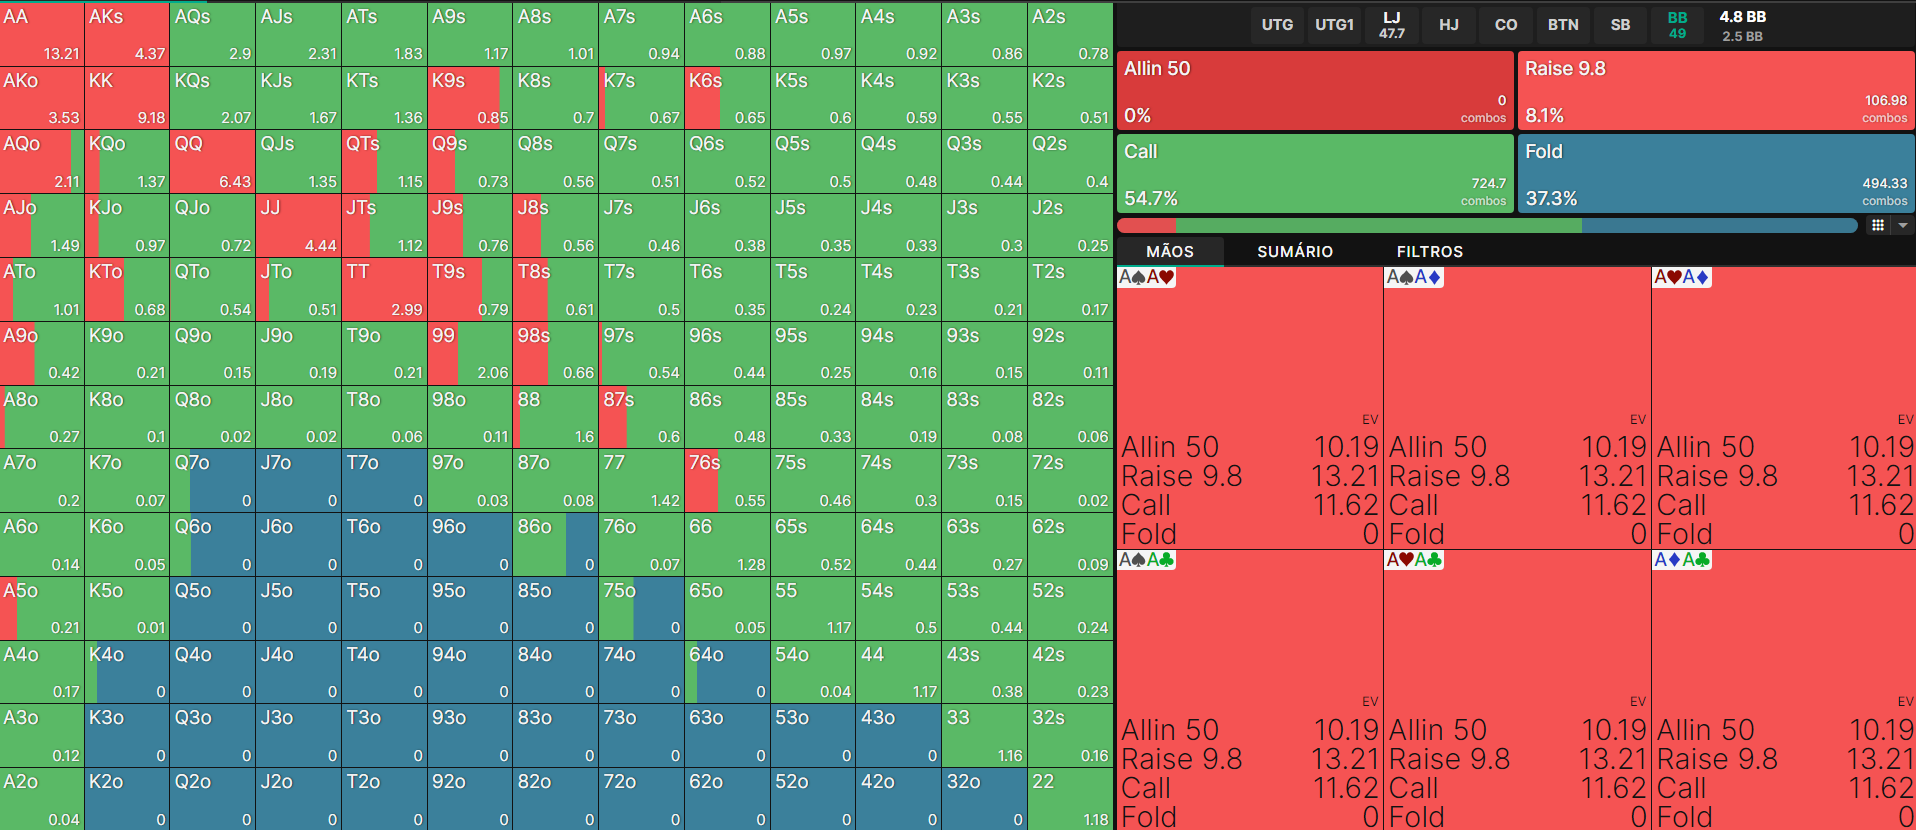 AA AKs AQs AJs ATs A9s A8s A7s A6s A5s A4s A3s A2s
13.21 4.37 2.9 2.31 1.83 1.17 1.01 0.94 0.88 0.97 0.92 0.86 0.78
AKo KK KQs KJs KTs K9s K8s K7s K6s K5s K4s K3s K2s
3.53 9.18 2.07 1.67 1.36 0.85 0.7 0.67 0.65 0.6 0.59 0.55 0.51
AQo KQo QQ QJs QTs Q9s Q8s Q7s Q6s Q5s Q4s Q3s Q2s
2.11 1.37 6.43 1.35 1.15 0.73 0.56 0.51 0.52 0.5 0.48 0.44 0.4
AJo KJo QJo JJ JTs J9s J8s J7s J6s J5s J4s J3s J2s
1.49 0.97 0.72 4.44 1.12 0.76 0.56 0.46 0.38 0.35 0.33 0.3 0.25
ATo KTo QTo JTo TT T9s T8s T7s T6s T5s T4s T3s T2s
1.01 0.68 0.54 0.51 2.99 0.79 0.61 0.5 0.35 0.24 0.23 0.21 0.17
A9o K9o Q9o J9o T9o 99 98s 97s 96s 95s 94s 93s 92s
0.42 0.21 0.15 0.19 0.21 2.06 0.66 0.54 0.44 0.25 0.16 0.15 0.11
A8o K8o Q8o J8o T8o 98o 88 87s 86s 85s 84s 83s 82s
0.27 0.1 0.02 0.02 0.06 0.11 1.6 0.6 0.48 0.33 0.19 0.08 0.06
A7o K7o Q7o J7o T7o 97o 87o 77 76s 75s 74s 73s 72s
0.2 0.07 0 0 0 0.03 0.08 1.42 0.55 0.46 0.3 0.15 0.02
A6o K6o Q6o J6o T6o 96o 86o 76o 66 65s 64s 63s 62s
0.14 0.05 0 0 0 0 0 0.07 1.28 0.52 0.44 0.27 0.09
A5o K5o Q5o J5o T5o 95o 85o 75o 65o 55 54s 53s 52s
0.21 0.01 0 0 0 0 0 0 0.05 1.17 0.5 0.44 0.24
A4o K4o Q4o J4o T4o 94o 84o 74o 64o 54o 44 43s 42s
0.17 0 0 0 0 0 0 0 0 0.04 1.17 0.38 0.23
A3o K3o Q3o J3o T3o 93o 83o 73o 63o 53o 43o 33 32s
0.12 0 0 0 0 0 0 0 0 0 0 1.16 0.16
A2o K2o Q2o J2o T2o 92o 82o 72o 62o 52o 42o 32o 22
0.04 0 0 0 0 0 0 0 0 0 0 0 1.18
UTG UTG1 LJ HJ CO BTN SB BB 4.8 BB
47.7 49 2.5 BB
Allin 50 Raise 9.8
0 106.98
0% combos 8.1% combos
Call Fold
724.7 494.33
54.7% combos 37.3% combos
MÃOS SUMÁRIO FILTROS
A♠A♥ A♠A♦ A♥A♦
EV EV EV
Allin 50 10.19 Allin 50 10.19 Allin 50 10.19
Raise 9.8 13.21 Raise 9.8 13.21 Raise 9.8 13.21
Call 11.62 Call 11.62 Call 11.62
Fold 0 Fold 0 Fold 0
A♠A♣ A♥A♣ A♦A♣
EV EV EV
Allin 50 10.19 Allin 50 10.19 Allin 50 10.19
Raise 9.8 13.21 Raise 9.8 13.21 Raise 9.8 13.21
Call 11.62 Call 11.62 Call 11.62
Fold 0 Fold 0 Fold 0